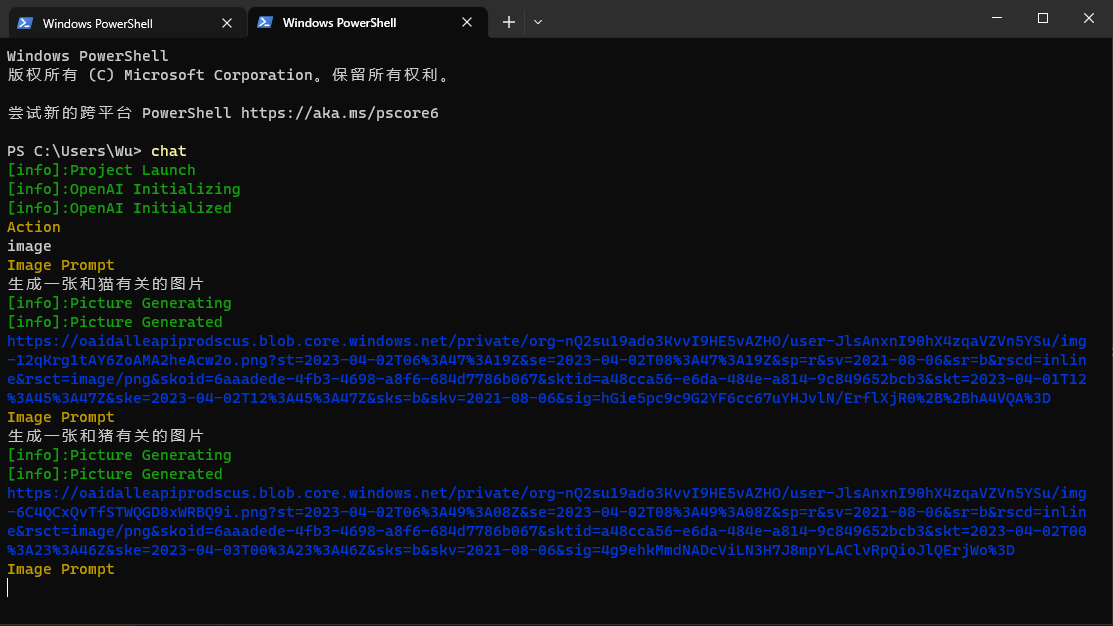 Windows PowerShell
Windows PowerShell
Windows PowerShell
版权所有 (C) Microsoft Corporation。保留所有权利。
尝试新的跨平台 PowerShell https://aka.ms/pscore6
PS C:\Users\Wu> chat
[info]:Project Launch
[info]:OpenAI Initializing
[info]:OpenAI Initialized
Action
image
Image Prompt
生成一张和猫有关的图片
[info]:Picture Generating
[info]:Picture Generated
https://oaidalleapiprodscus.blob.core.windows.net/private/org-nQ2su19ado3KvvI9HE5vAZHO/user-JlsAnxnI90hX4zqaVZVn5YSu/img
-12qKrg1tAY6ZoAMA2heAcw2o.png?st=2023-04-02T06%3A47%3A19Z&se=2023-04-02T08%3A47%3A19Z&sp=r&sv=2021-08-06&sr=b&rscd=inlin
e&rsct=image/png&skoid=6aaadede-4fb3-4698-a8f6-684d7786b067&sktid=a48cca56-e6da-484e-a814-9c849652bcb3&skt=2023-04-01T12
%3A45%3A47Z&ske=2023-04-02T12%3A45%3A47Z&sks=b&skv=2021-08-06&sig=hGie5pc9c9G2YF6cc67uYHJvlN/ErflXjR0%2B%2BhA4VQA%3D
Image Prompt
生成一张和猪有关的图片
[info]:Picture Generating
[info]:Picture Generated
https://oaidalleapiprodscus.blob.core.windows.net/private/org-nQ2su19ado3KvvI9HE5vAZHO/user-JlsAnxnI90hX4zqaVZVn5YSu/img
-6C4QCxQvTfSTWQGD8xWRBQ9i.png?st=2023-04-02T06%3A49%3A08Z&se=2023-04-02T08%3A49%3A08Z&sp=r&sv=2021-08-06&sr=b&rscd=inlin
e&rsct=image/png&skoid=6aaadede-4fb3-4698-a8f6-684d7786b067&sktid=a48cca56-e6da-484e-a814-9c849652bcb3&skt=2023-04-02T00
%3A23%3A46Z&ske=2023-04-03T00%3A23%3A46Z&sks=b&skv=2021-08-06&sig=4g9ehkMmdNADcViLN3H7J8mpYLAClvRpQioJlQErjWo%3D
Image Prompt